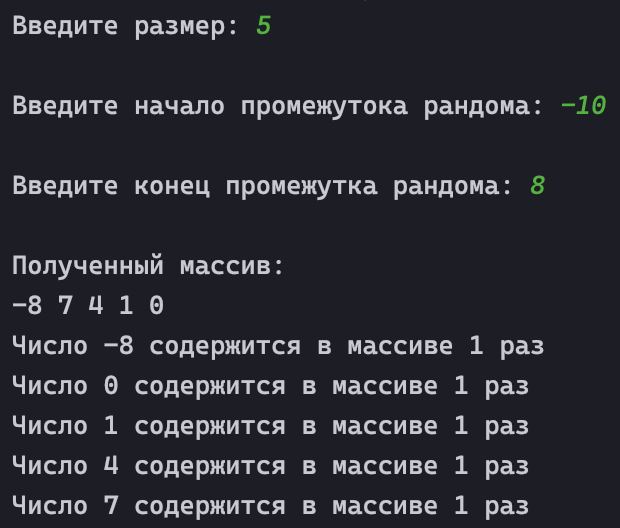 Введите размер: 5
Введите начало промежутока рандома: -10
Введите конец промежутка рандома: 8
Полученный массив:
-8 7 4 1 0
Число -8 содержится в массиве 1 раз
Число 0 содержится в массиве 1 раз
Число 1 содержится в массиве 1 раз
Число 4 содержится в массиве 1 раз
Число 7 содержится в массиве 1 раз